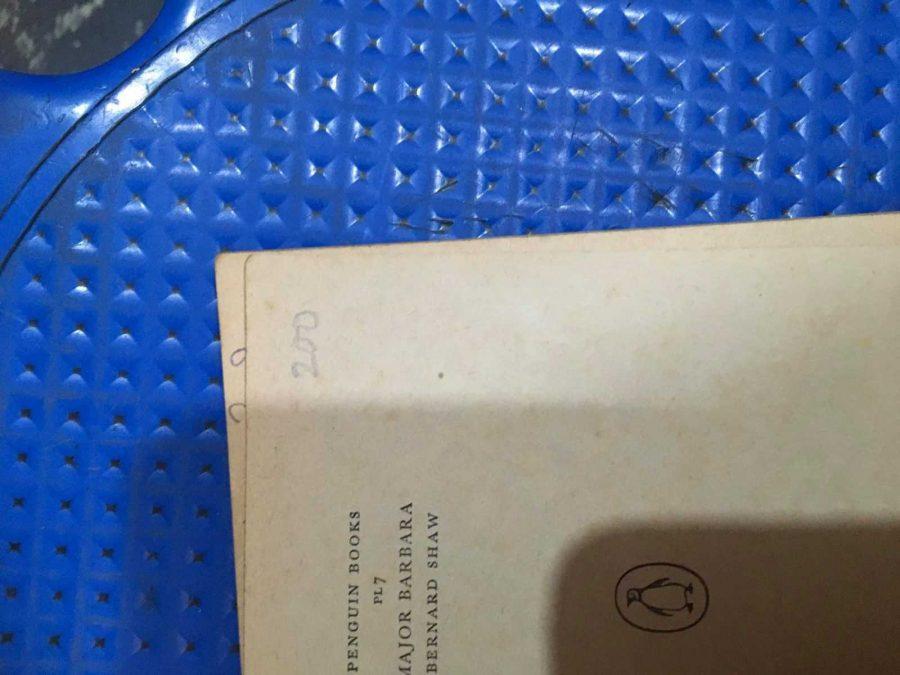 200
PENGUIN BOOKS
PL7
MAJOR BARBARA
BERNARD SHAW